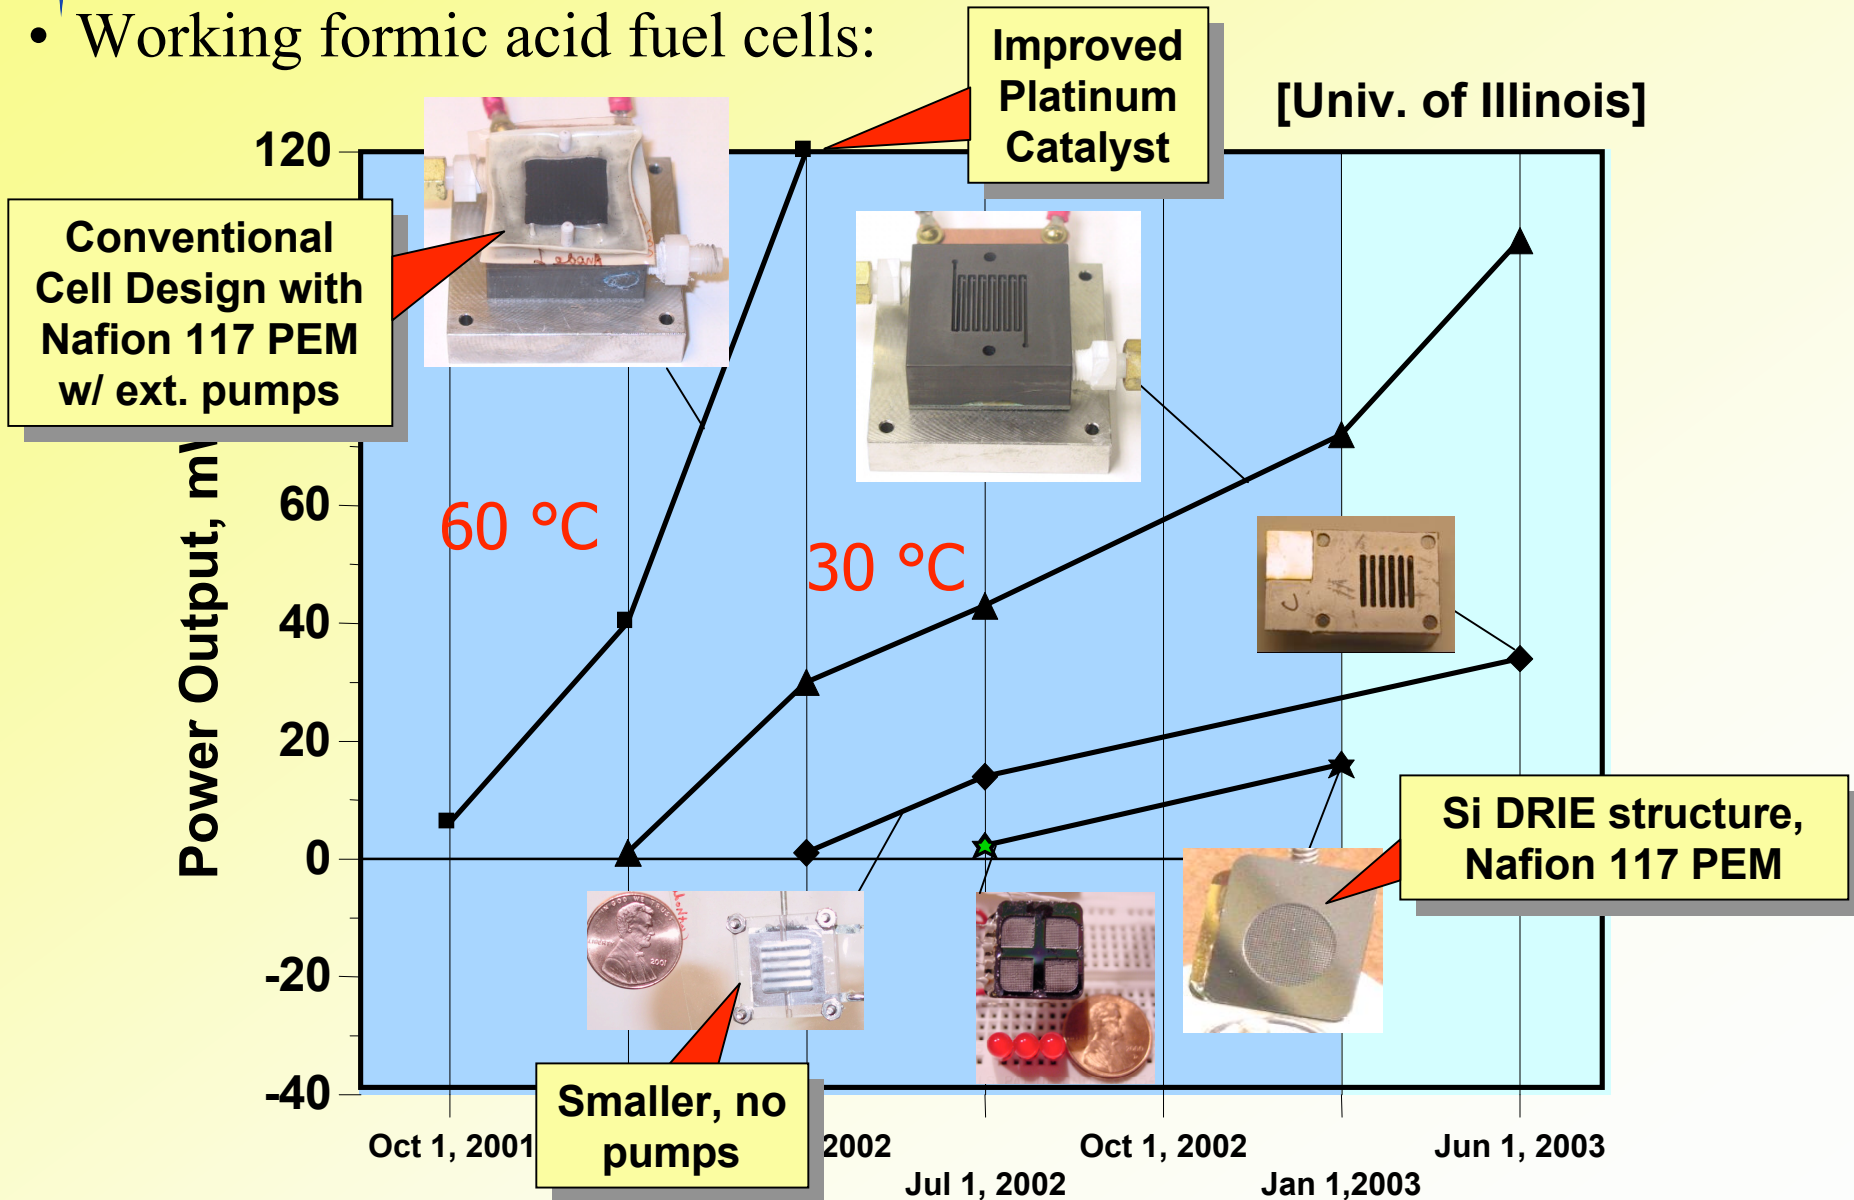 • Working formic acid fuel cells:
Improved
Platinum
Catalyst
[Univ. of Illinois]
Conventional
Cell Design with
Nafion 117 PEM
w/ ext. pumps
120
60
40
20
0
-20
-40
Power Output,
60 °C
30 °C
Si DRIE structure,
Nafion 117 PEM
Smaller, no
pumps
Oct 1, 2001
2002
Jul 1, 2002
Oct 1, 2002
Jan 1,2003
Jun 1, 2003
2001
C